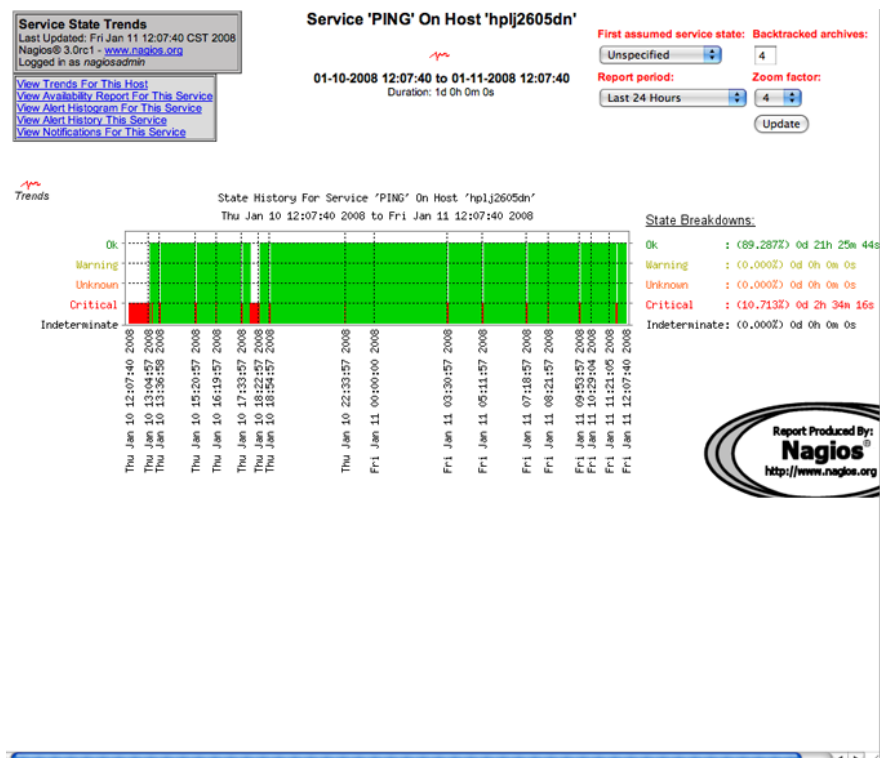 Service State Trends
Last Updated: Fri Jan 11 12:07:40 CST 2008
Nagios® 3.0rc1 - www.nagios.org
Logged in as nagiosadmin
View Trends For This Host
View Availability Report For This Service
View Alert Histogram For This Service
View Alert History This Service
View Notifications For This Service
Service 'PING' On Host 'hplj2605dn'
01-10-2008 12:07:40 to 01-11-2008 12:07:40
Duration: 1d 0h 0m 0s
First assumed service state: Backtracked archives:
Unspecified 4
Report period: Zoom factor:
Last 24 Hours 4
Update
Trends
State History For Service 'PING' On Host 'hplj2605dn'
Thu Jan 10 12:07:40 2008 to Fri Jan 11 12:07:40 2008
Ok
Warning
Unknown
Critical
Indeterminate
Thu Jan 10 12:07:40 2008
Thu Jan 10 13:04:57 2008
Thu Jan 10 13:36:58 2008
Thu Jan 10 15:20:57 2008
Thu Jan 10 16:19:57 2008
Thu Jan 10 17:33:57 2008
Thu Jan 10 18:22:57 2008
Thu Jan 10 18:54:57 2008
Thu Jan 10 22:33:57 2008
Fri Jan 11 00:00:00 2008
Fri Jan 11 03:30:57 2008
Fri Jan 11 05:11:57 2008
Fri Jan 11 07:18:57 2008
Fri Jan 11 08:21:57 2008
Fri Jan 11 09:53:57 2008
Fri Jan 11 10:29:04 2008
Fri Jan 11 11:21:05 2008
Fri Jan 11 12:07:40 2008
State Breakdowns:
Ok : (89.287%) 0d 21h 25m 44s
Warning : (0.000%) 0d 0h 0m 0s
Unknown : (0.000%) 0d 0h 0m 0s
Critical : (10.713%) 0d 2h 34m 16s
Indeterminate: (0.000%) 0d 0h 0m 0s
Report Produced By:
Nagios®
http://www.nagios.org